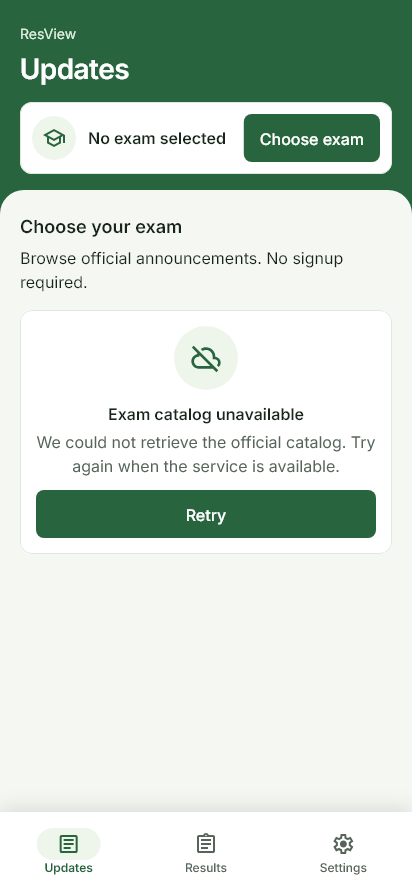 ResView
Updates
No exam selected
Choose exam
Choose your exam
Browse official announcements. No signup
required.
Exam catalog unavailable
We could not retrieve the official catalog. Try
again when the service is available.
Retry
Updates
Results
Settings